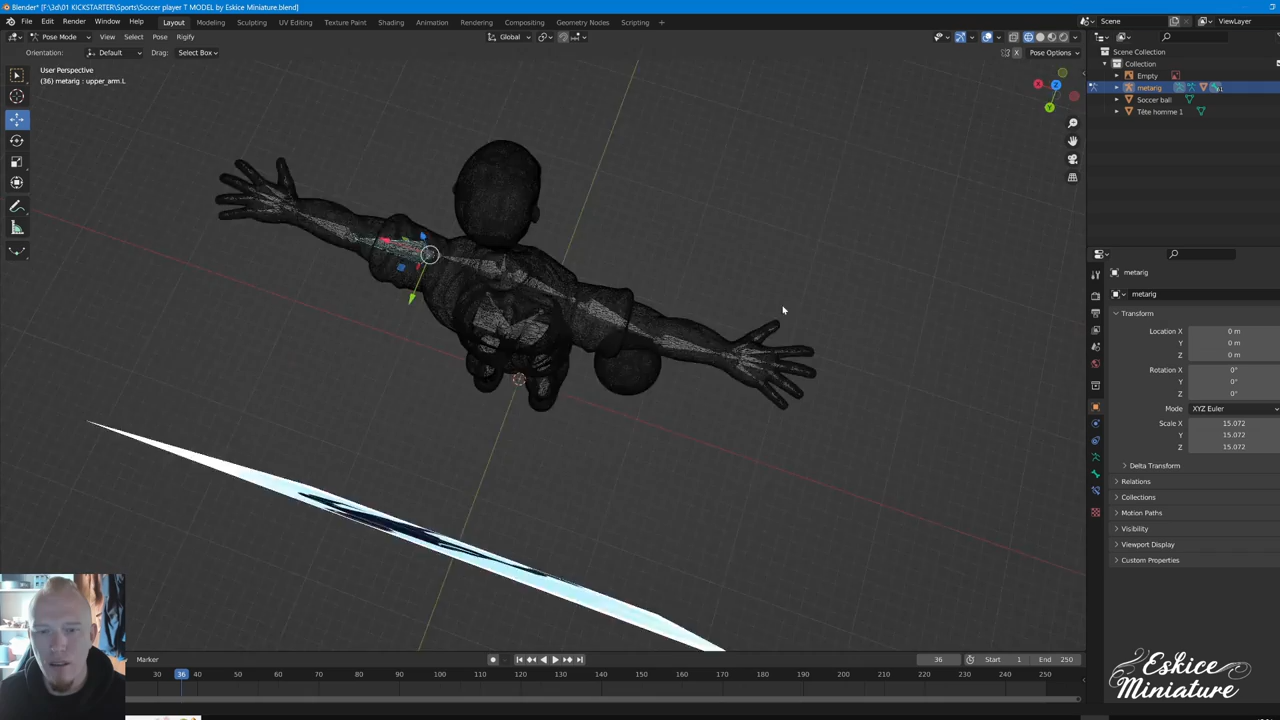 Blender* [F:\3d\01 KICKSTARTER\Sports\Soccer player T MODEL by Eskice Miniature.blend]
File Edit Render Window Help Layout Modeling Sculpting UV Editing Texture Paint Shading Animation Rendering Compositing Geometry Nodes Scripting + Scene ViewLayer
Pose Mode View Select Pose Rigify Global
Orientation: Default Drag: Select Box Pose Options
Scene Collection
Collection
Empty
metarig
Soccer ball
Tête homme 1
User Perspective
(36) metarig : upper_arm.L
X
Y
Z
metarig
metarig
Transform
Location X 0 m
Y 0 m
Z 0 m
Rotation X 0°
Y 0°
Z 0°
Mode XYZ Euler
Scale X 15.072
Y 15.072
Z 15.072
Delta Transform
Relations
Collections
Motion Paths
Visibility
Viewport Display
Custom Properties
Marker 36 Start 1 End 250
30 36 40 50 60 70 80 90 100 110 120 130 140 150 160 170 180 190 200 210 220 230 240 250
Eskice
Miniature